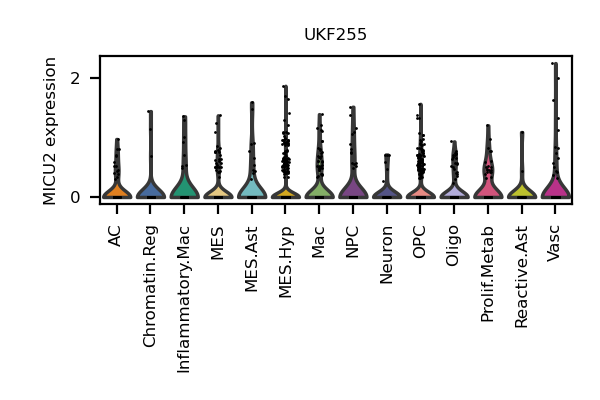 UKF255
MICU2 expression
2
0
AC
Chromatin.Reg
Inflammatory.Mac
MES
MES.Ast
MES.Hyp
Mac
NPC
Neuron
OPC
Oligo
Prolif.Metab
Reactive.Ast
Vasc